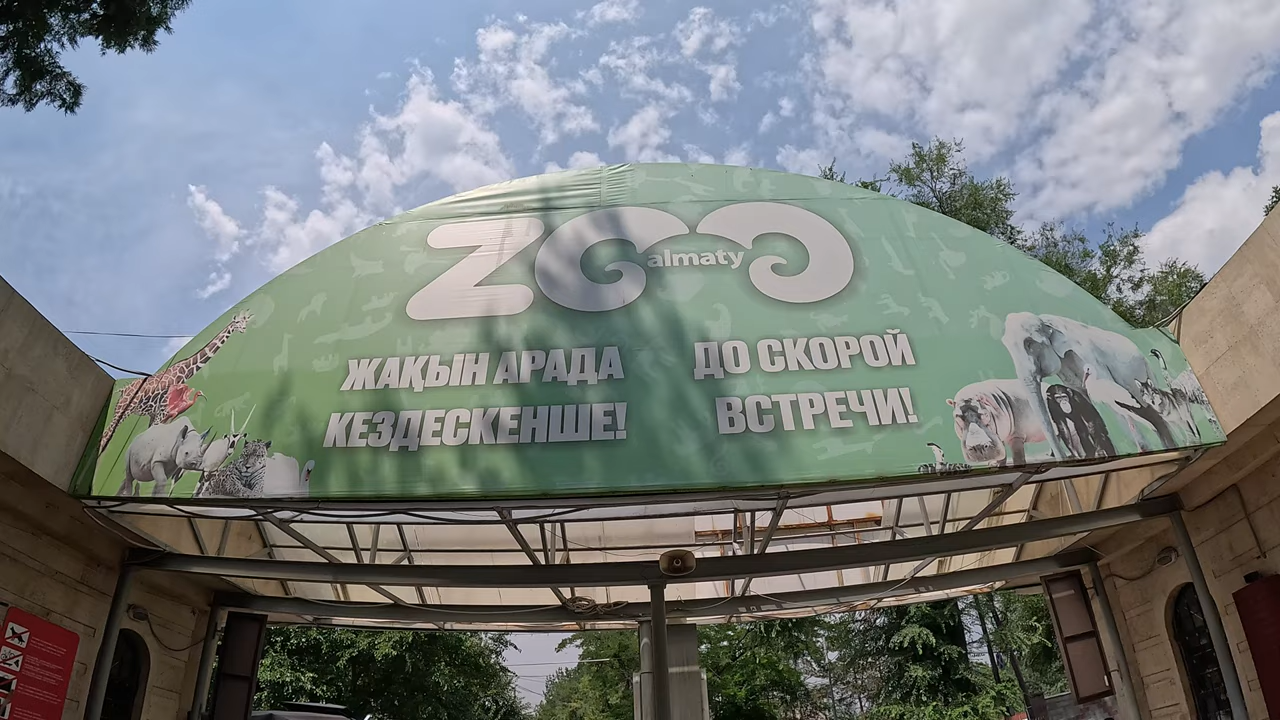 ZOO
almaty
ЖАҚЫН АРАДА
КЕЗДЕСКЕНШЕ!
ДО СКОРОЙ
ВСТРЕЧИ!